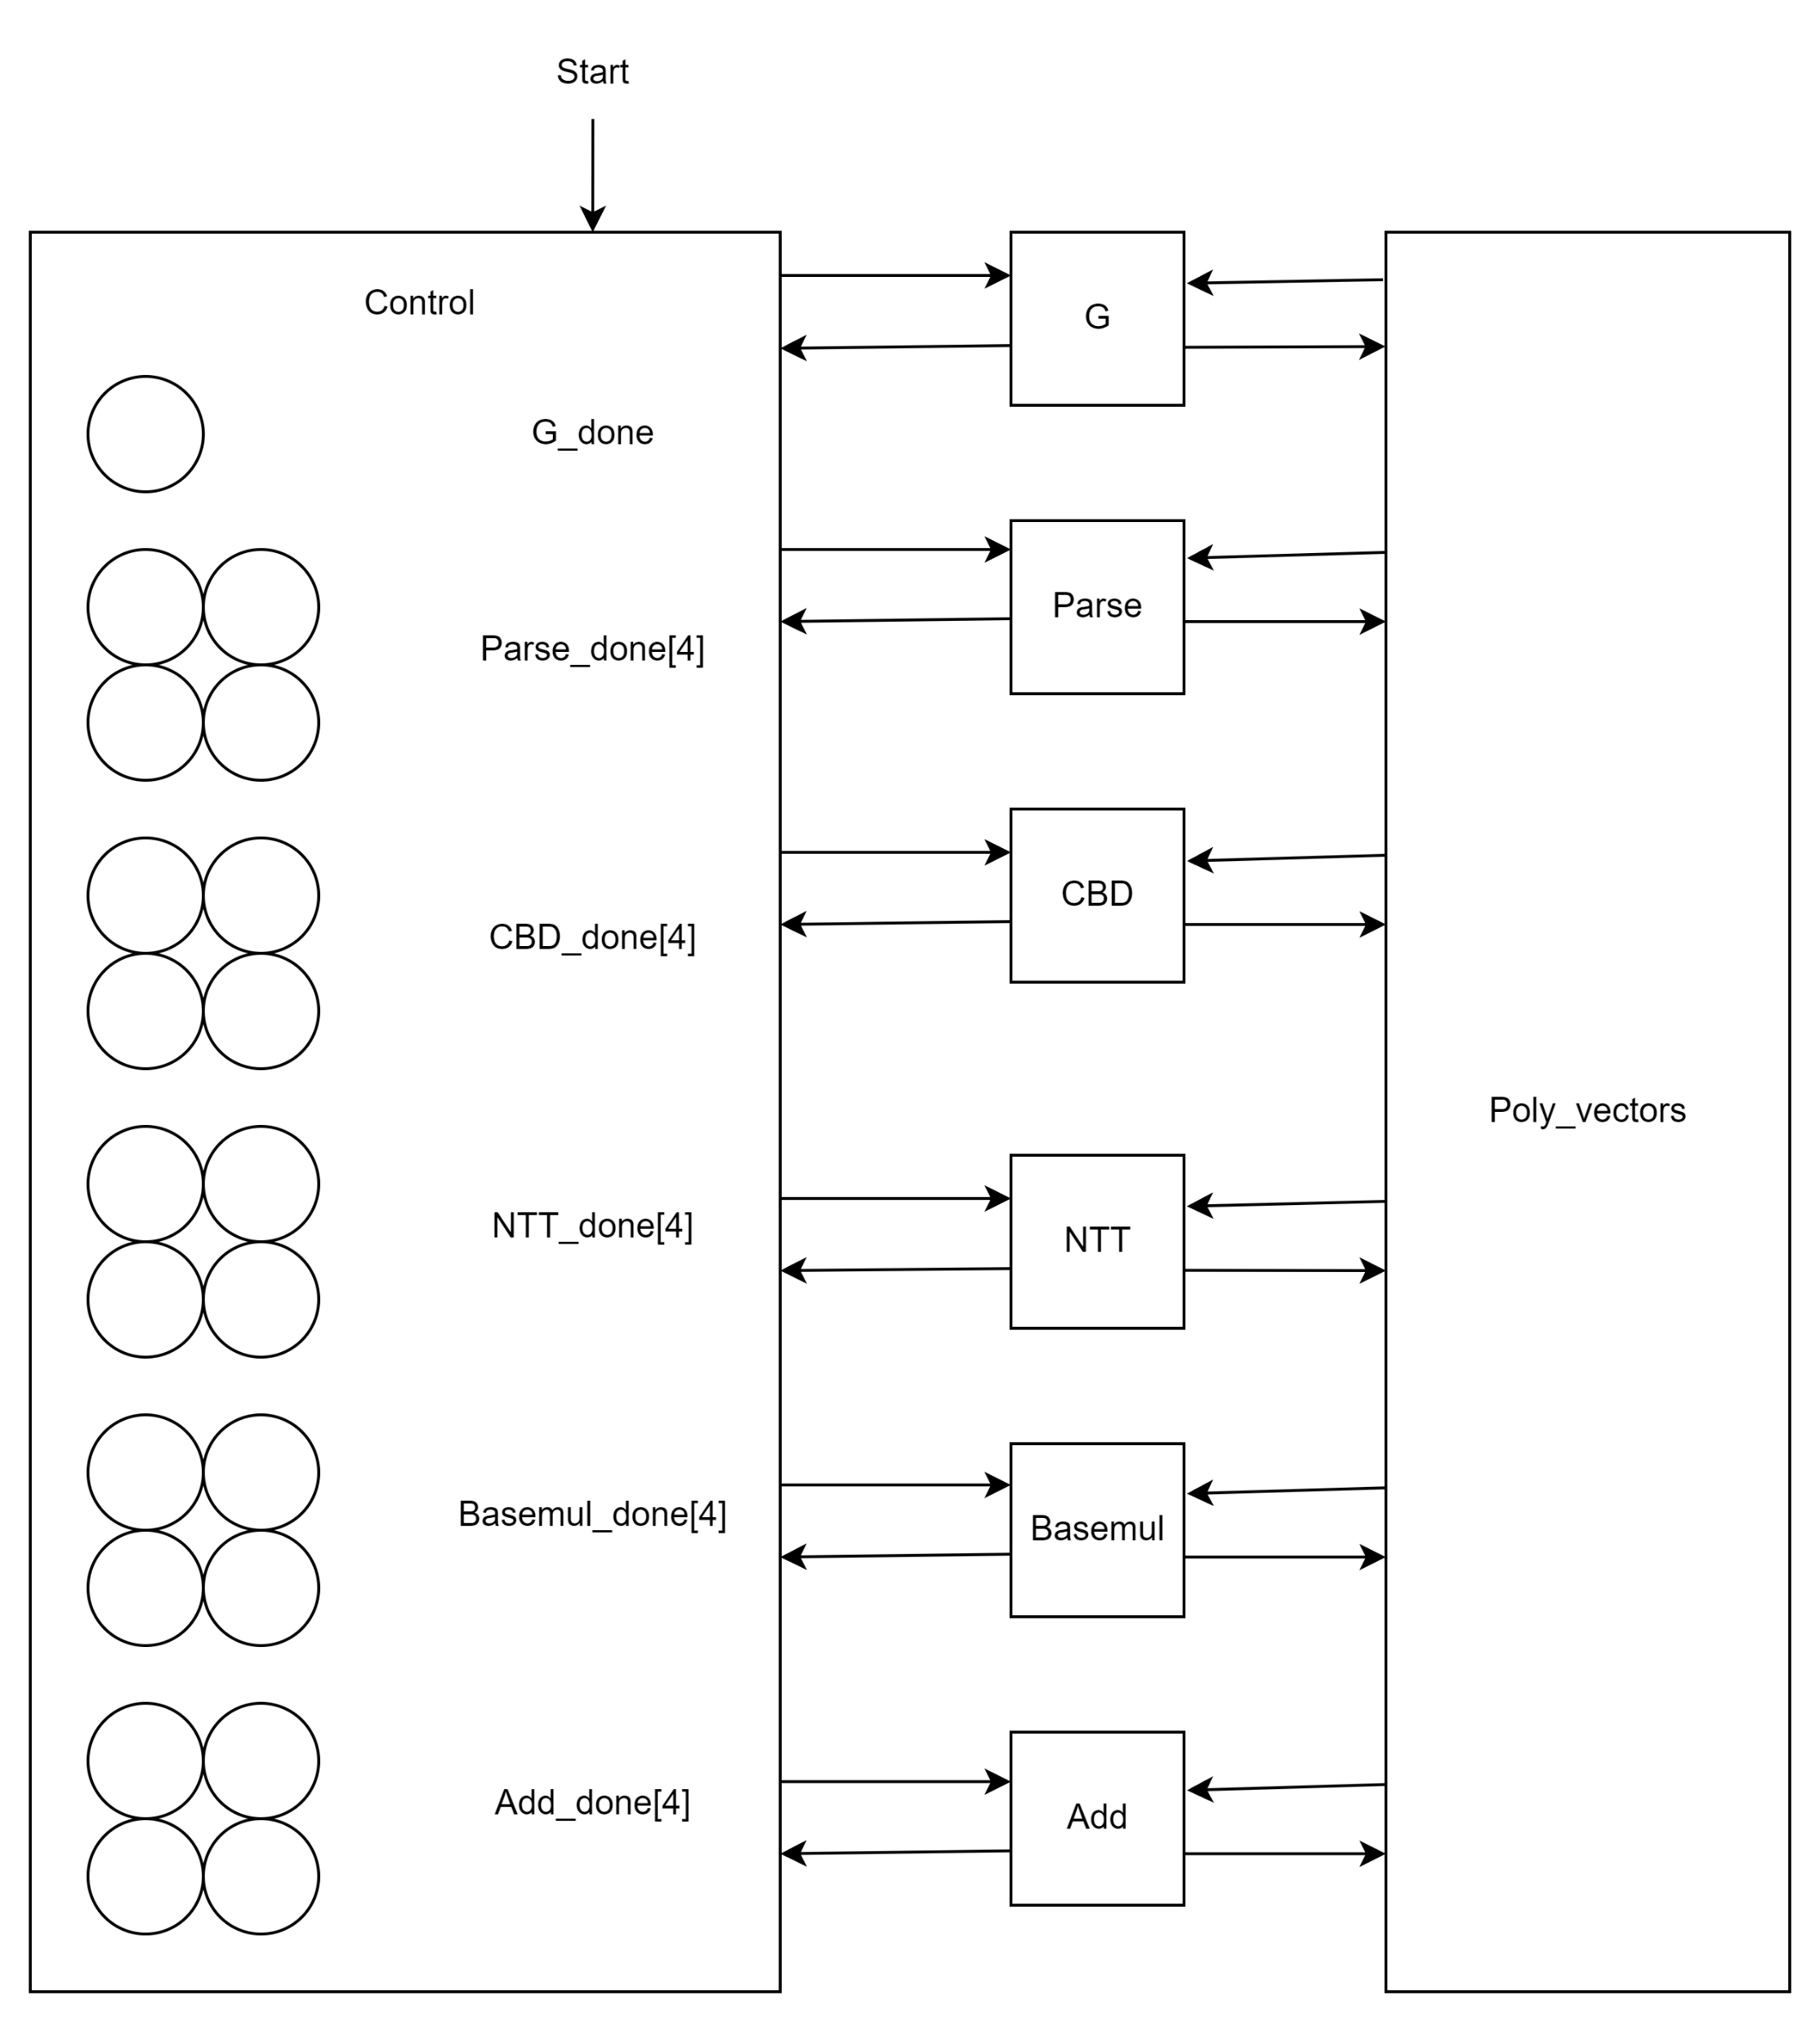 Start
Control
G
G_done
Parse
Parse_done[4]
CBD
CBD_done[4]
Poly_vectors
NTT_done[4]
NTT
Basemul_done[4]
Basemul
Add_done[4]
Add